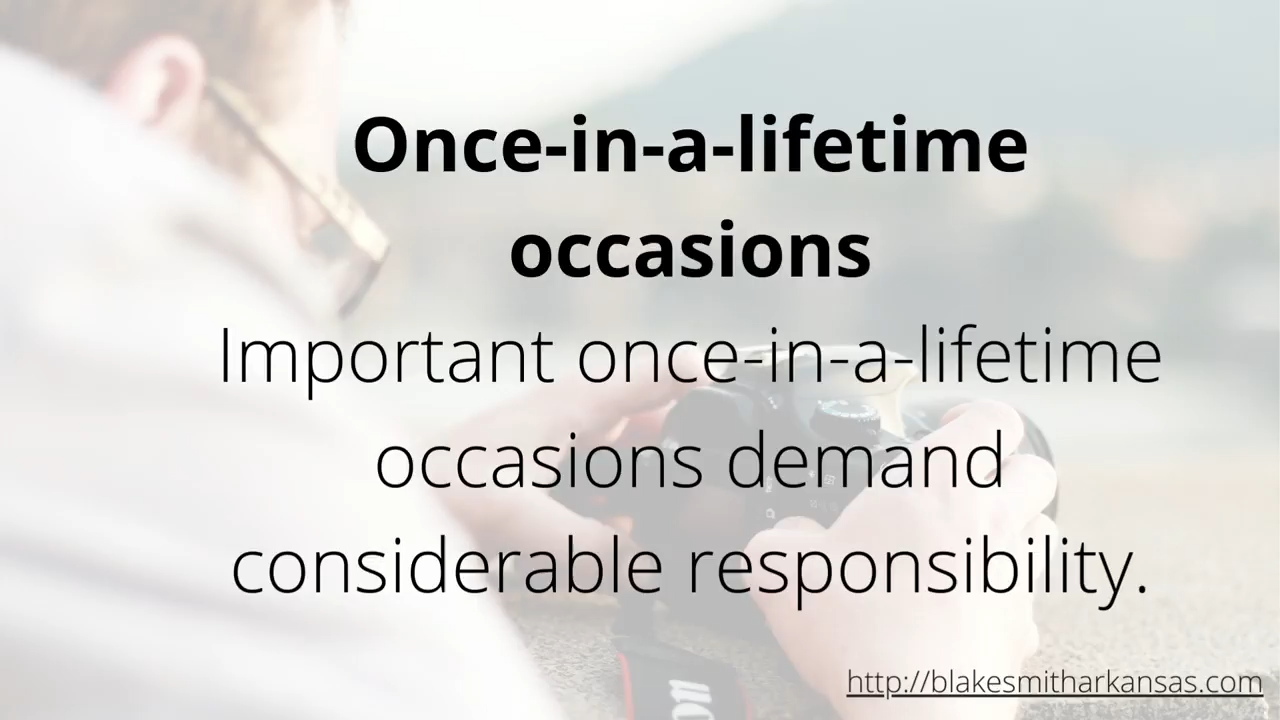 Once-in-a-lifetime
occasions
Important once-in-a-lifetime
occasions demand
considerable responsibility.
http://blakesmitharkansas.com